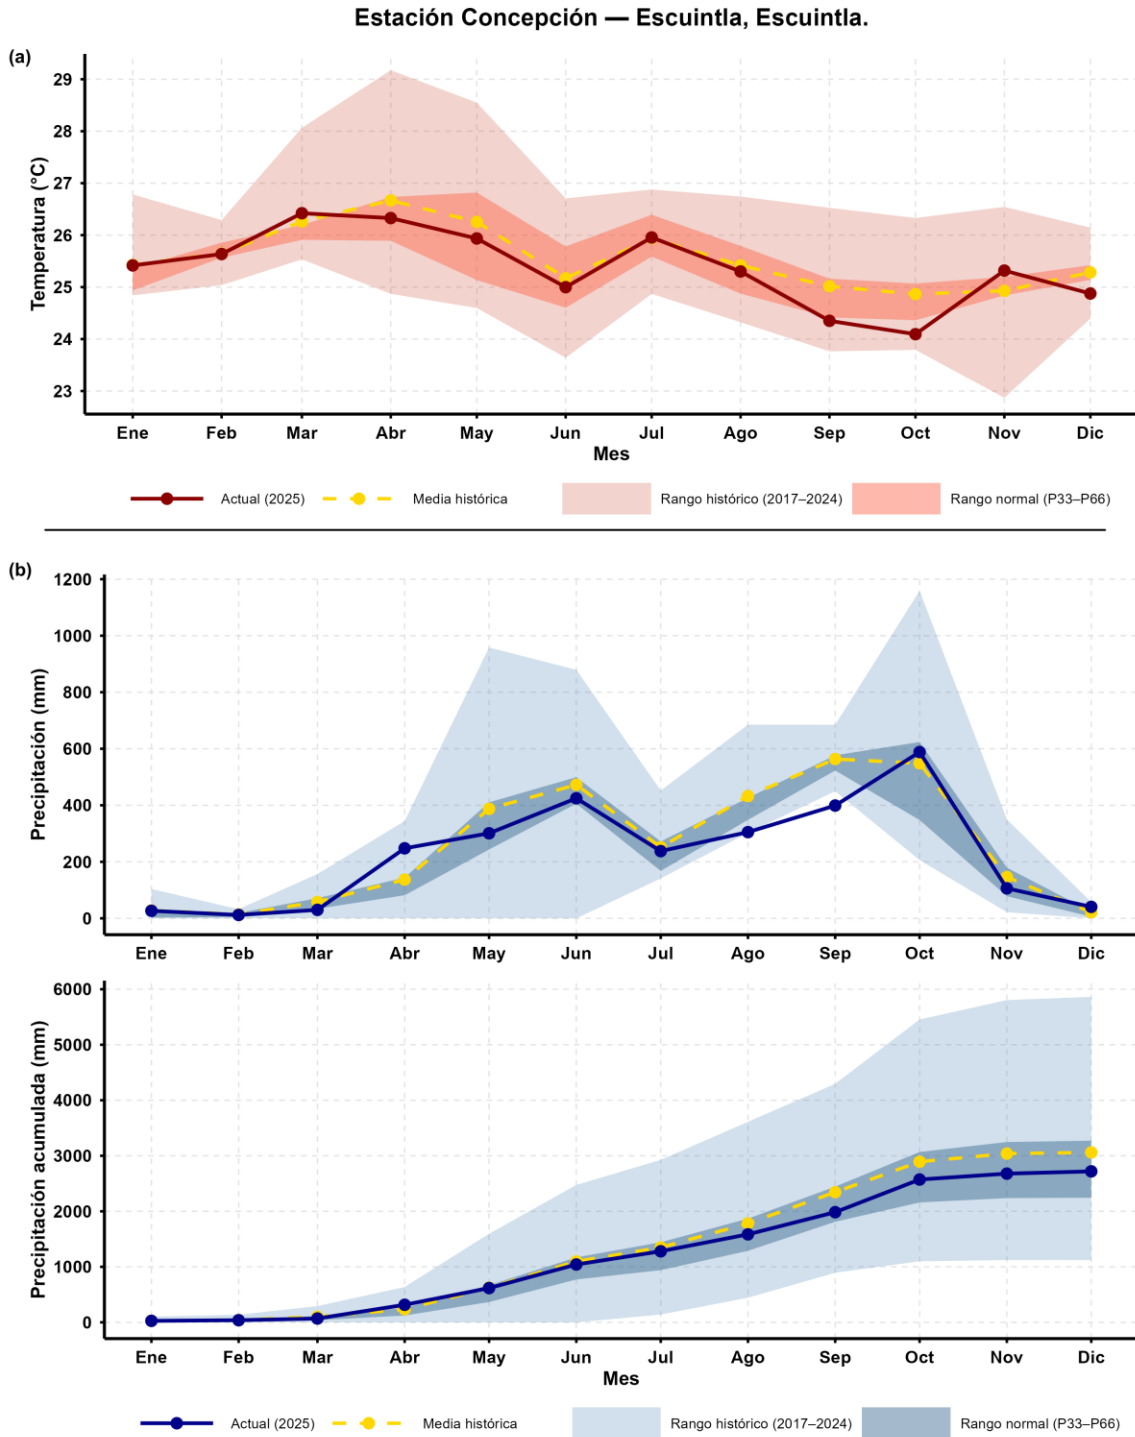 Estación Concepción — Escuintla, Escuintla.
(a)
Temperatura (°C)
29
28
27
26
25
24
23
Ene Feb Mar Abr May Jun Jul Ago Sep Oct Nov Dic
Mes
Actual (2025) Media histórica Rango histórico (2017–2024) Rango normal (P33–P66)
(b)
Precipitación (mm)
1200
1000
800
600
400
200
0
Ene Feb Mar Abr May Jun Jul Ago Sep Oct Nov Dic
Precipitación acumulada (mm)
6000
5000
4000
3000
2000
1000
0
Ene Feb Mar Abr May Jun Jul Ago Sep Oct Nov Dic
Mes
Actual (2025) Media histórica Rango histórico (2017–2024) Rango normal (P33–P66)